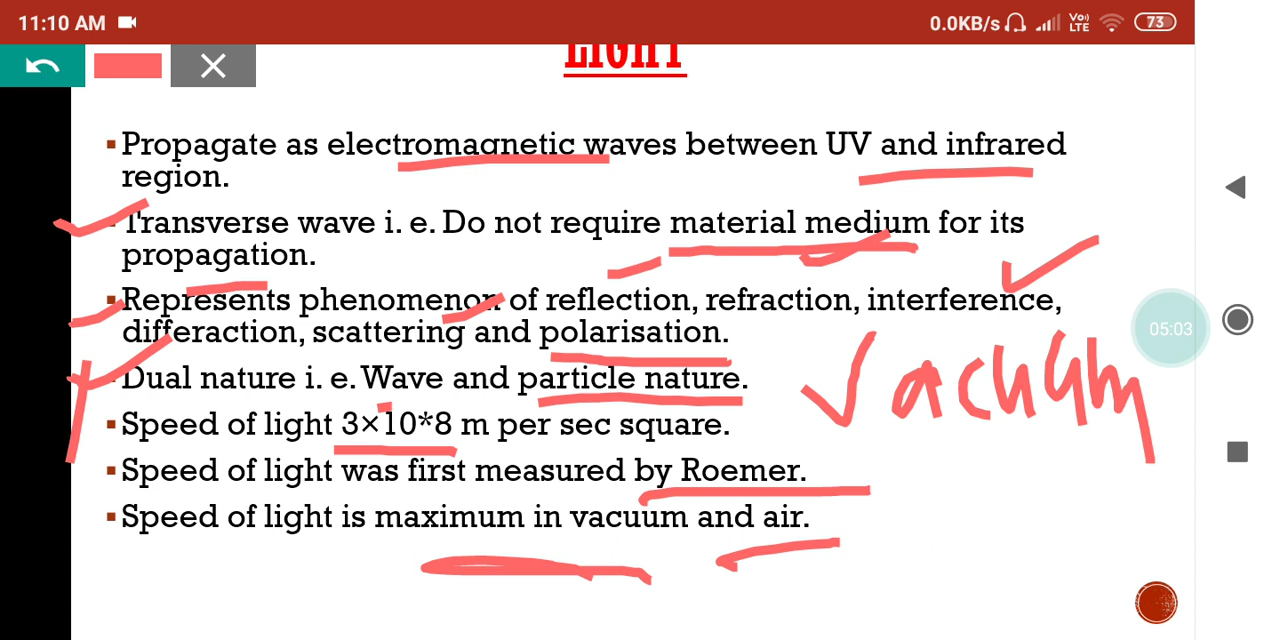 11:10 AM
0.0KB/s
Vo)) LTE
73
LIGHT
Propagate as electromagnetic waves between UV and infrared
region.
Transverse wave i. e. Do not require material medium for its
propagation.
Represents phenomenon of reflection, refraction, interference,
differaction, scattering and polarisation.
05:03
Dual nature i. e. Wave and particle nature.
Vacuum
Speed of light 3×10*8 m per sec square.
Speed of light was first measured by Roemer.
Speed of light is maximum in vacuum and air.